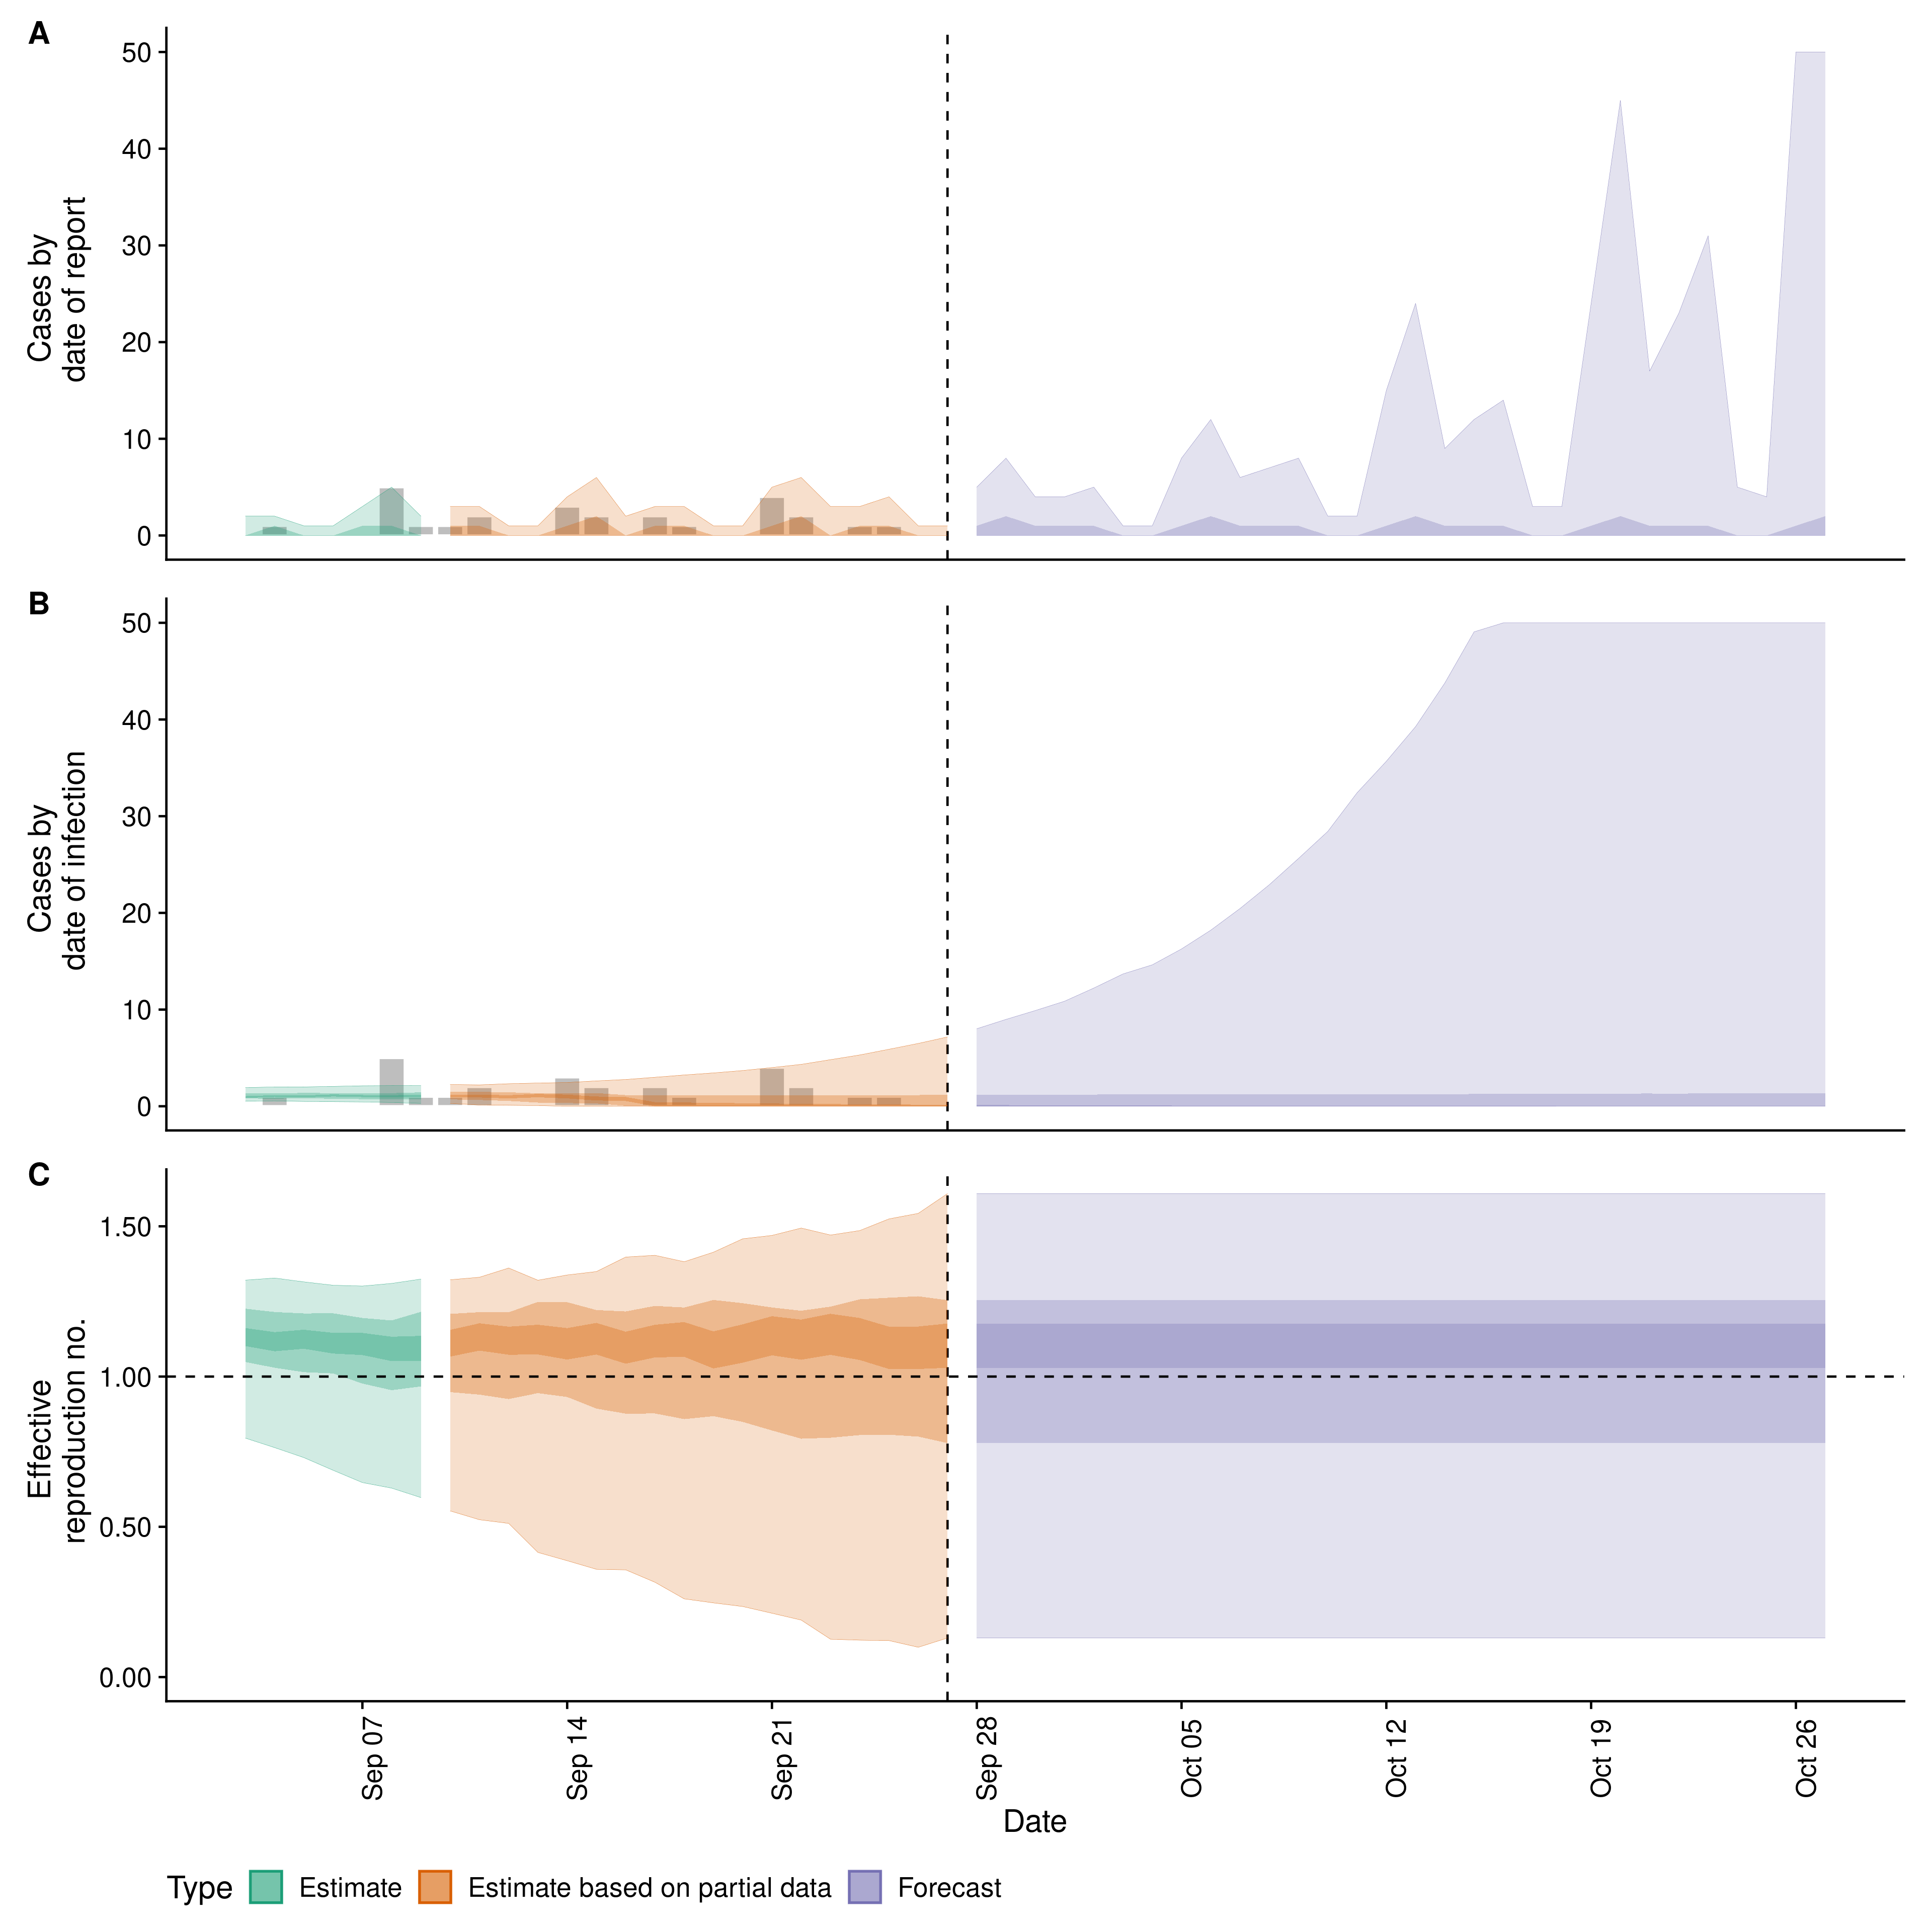 A
50
40
30
20
10
0
Cases by
date of report
B
50
40
30
20
10
0
Cases by
date of infection
C
1.50
1.00
0.50
0.00
Effective
reproduction no.
Sep 07
Sep 14
Sep 21
Sep 28
Oct 05
Oct 12
Oct 19
Oct 26
Date
Type Estimate Estimate based on partial data Forecast